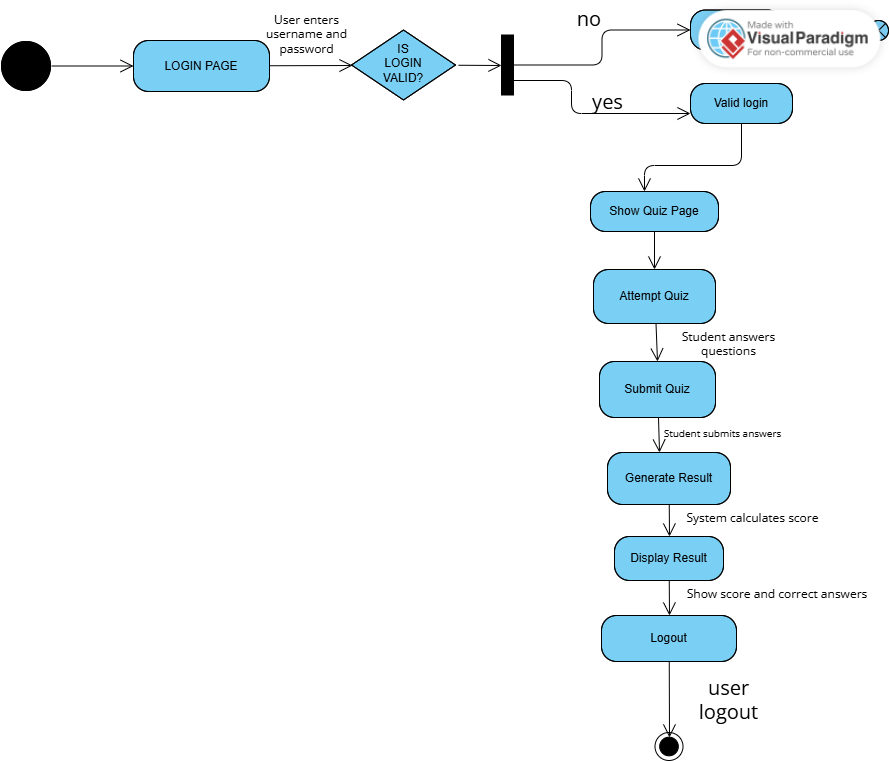 User enters
username and
password
LOGIN PAGE
IS
LOGIN
VALID?
no
Made with
VisualParadigm
For non-commercial use
yes
Valid login
Show Quiz Page
Attempt Quiz
Student answers
questions
Submit Quiz
Student submits answers
Generate Result
System calculates score
Display Result
Show score and correct answers
Logout
user
logout